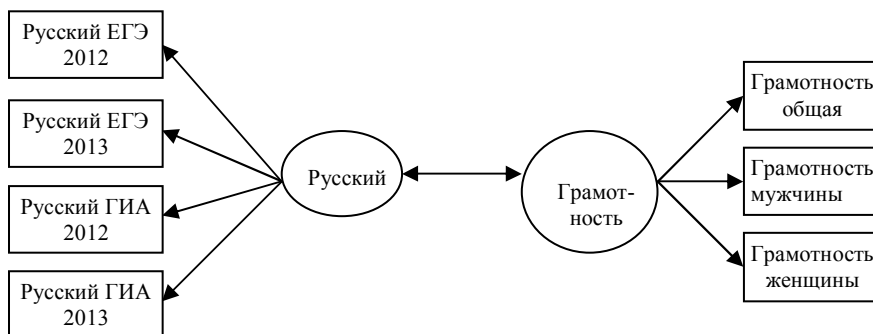 Русский ЕГЭ
2012
Русский ЕГЭ
2013
Русский ГИА
2012
Русский ГИА
2013
Русский
Грамот-
ность
Грамотность
общая
Грамотность
мужчины
Грамотность
женщины